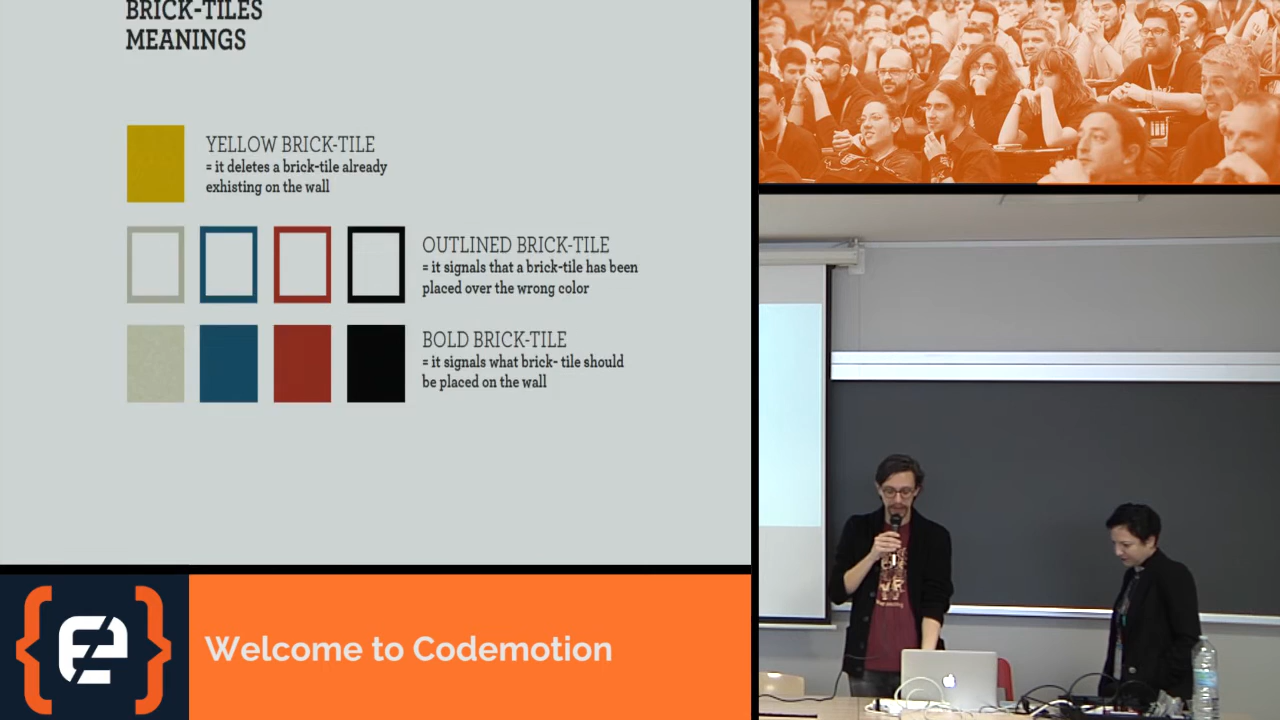 BRICK-TILES
MEANINGS
YELLOW BRICK-TILE
= it deletes a brick-tile already
exhisting on the wall
OUTLINED BRICK-TILE
= it signals that a brick-tile has been
placed over the wrong color
BOLD BRICK-TILE
= it signals what brick- tile should
be placed on the wall
Welcome to Codemotion